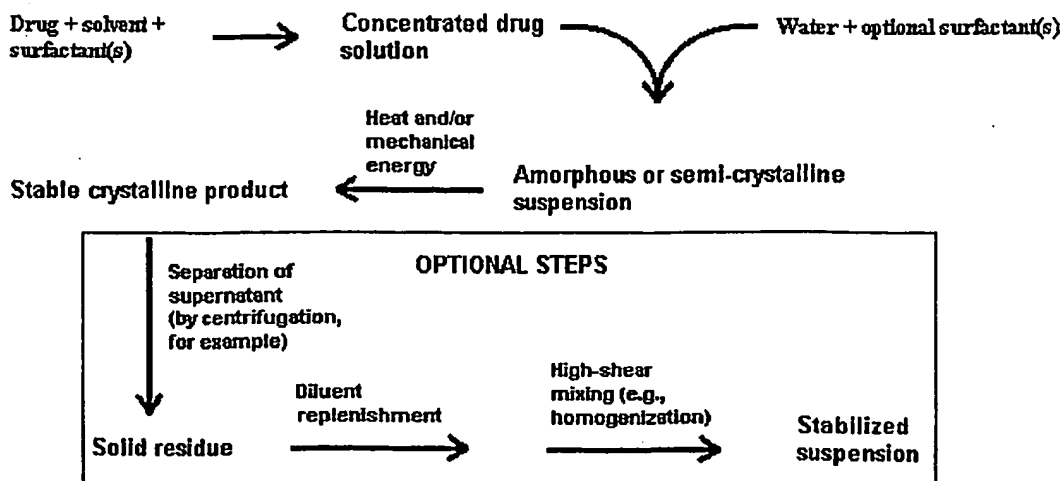 Drug + solvent +
surfactant(s)
Concentrated drug
solution
Water + optional surfactant(s)
Heat and/or
mechanical
energy
Stable crystalline product
Amorphous or semi-crystalline
suspension
OPTIONAL STEPS
Separation of
supernatant
(by centrifugation,
for example)
Diluent
replenishment
High-shear
mixing (e.g.,
homogenization)
Solid residue
Stabilized
suspension